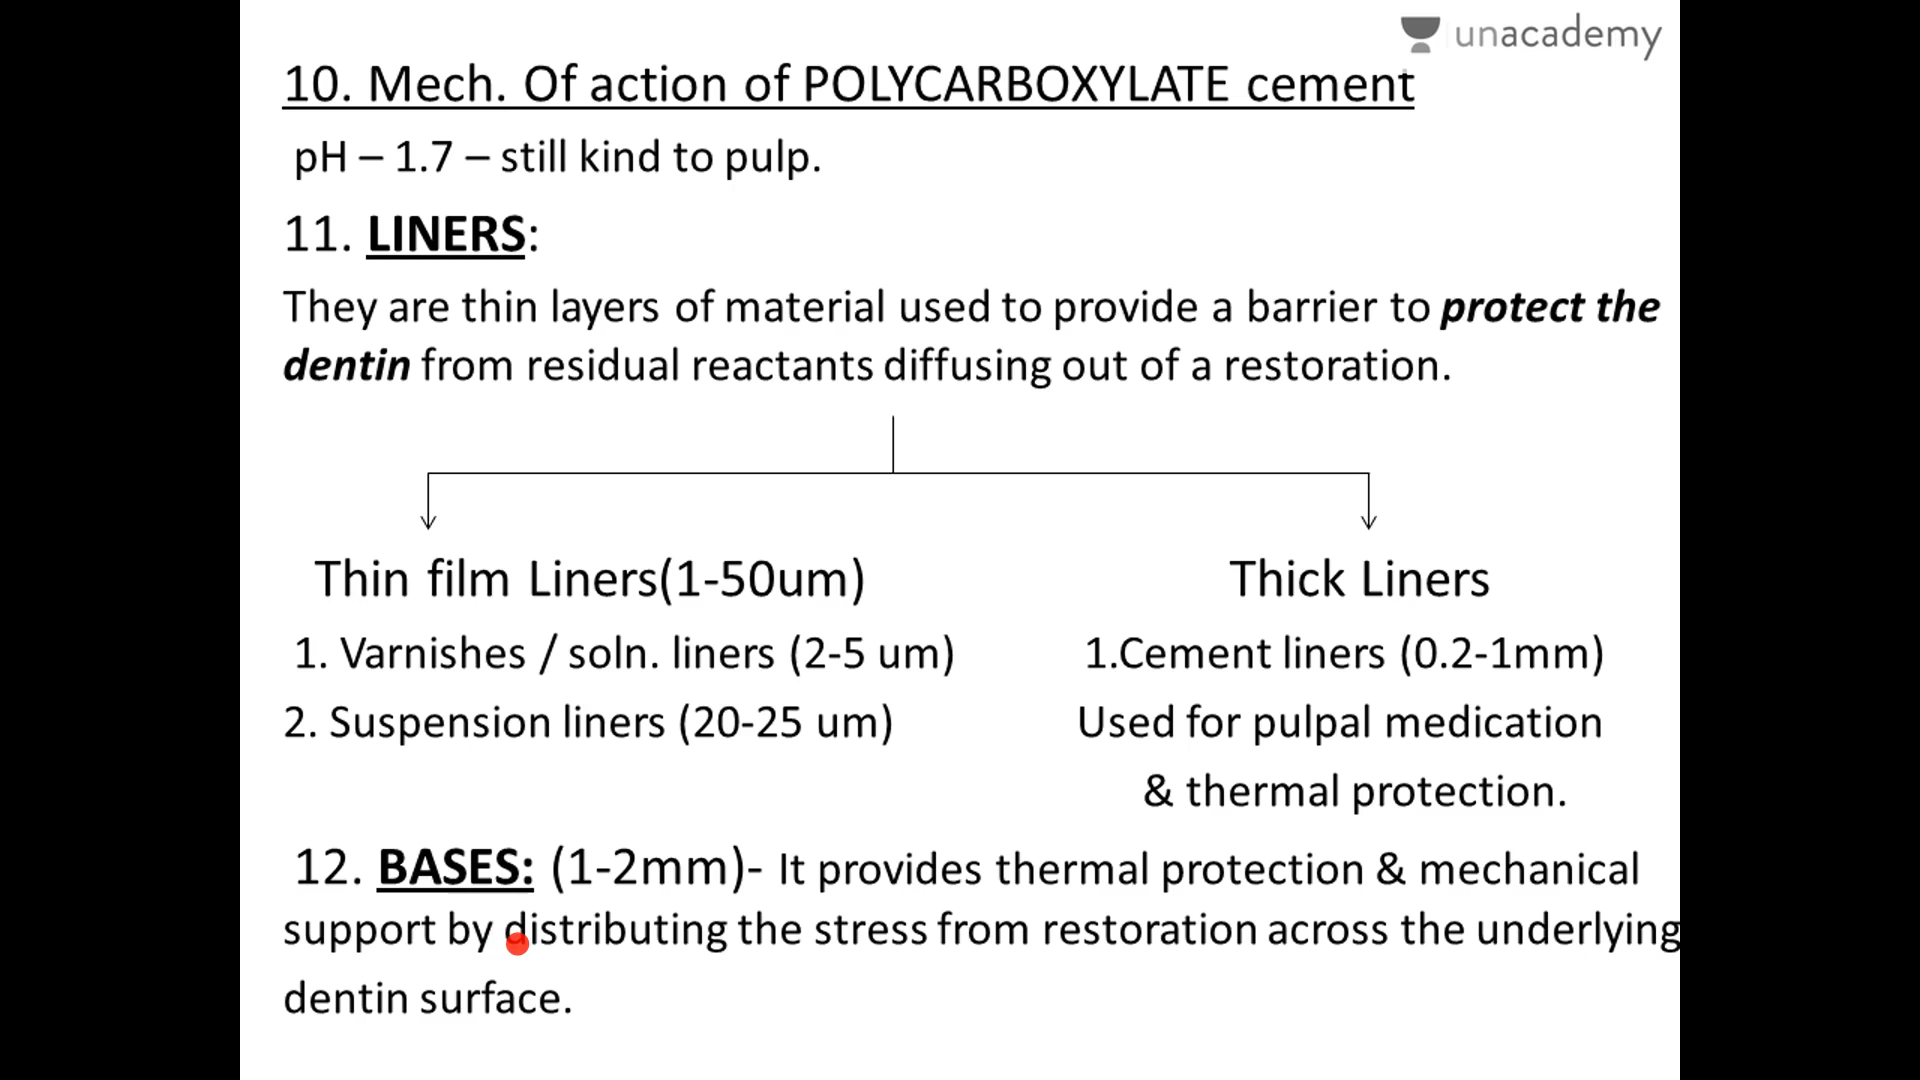 unacademy
10. Mech. Of action of POLYCARBOXYLATE cement
pH – 1.7 – still kind to pulp.
11. LINERS:
They are thin layers of material used to provide a barrier to protect the
dentin from residual reactants diffusing out of a restoration.
Thin film Liners(1-50um)
Thick Liners
1. Varnishes / soln. liners (2-5 um)
1.Cement liners (0.2-1mm)
2. Suspension liners (20-25 um)
Used for pulpal medication
& thermal protection.
12. BASES: (1-2mm)- It provides thermal protection & mechanical
support by distributing the stress from restoration across the underlying
dentin surface.